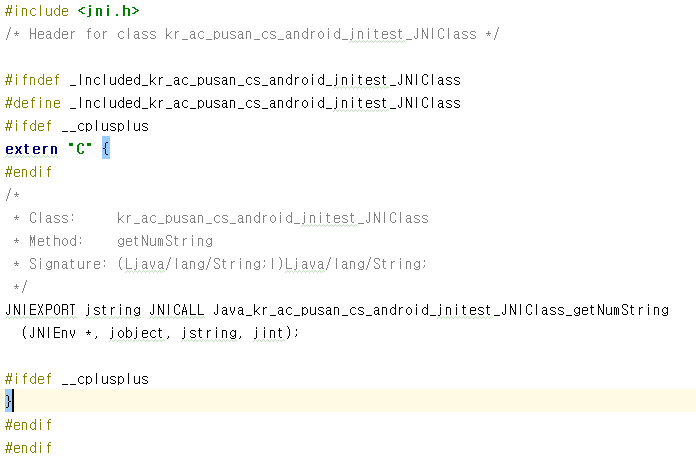 #include <jni.h>
/* Header for class kr_ac_pusan_cs_android_jnitest_JNIClass */
#ifndef _Included_kr_ac_pusan_cs_android_jnitest_JNIClass
#define _Included_kr_ac_pusan_cs_android_jnitest_JNIClass
#ifdef __cplusplus
extern "C" {
#endif
/*
 * Class:     kr_ac_pusan_cs_android_jnitest_JNIClass
 * Method:    getNumString
 * Signature: (Ljava/lang/String;I)Ljava/lang/String;
 */
JNIEXPORT jstring JNICALL Java_kr_ac_pusan_cs_android_jnitest_JNIClass_getNumString
  (JNIEnv *, jobject, jstring, jint);
#ifdef __cplusplus
}
#endif
#endif